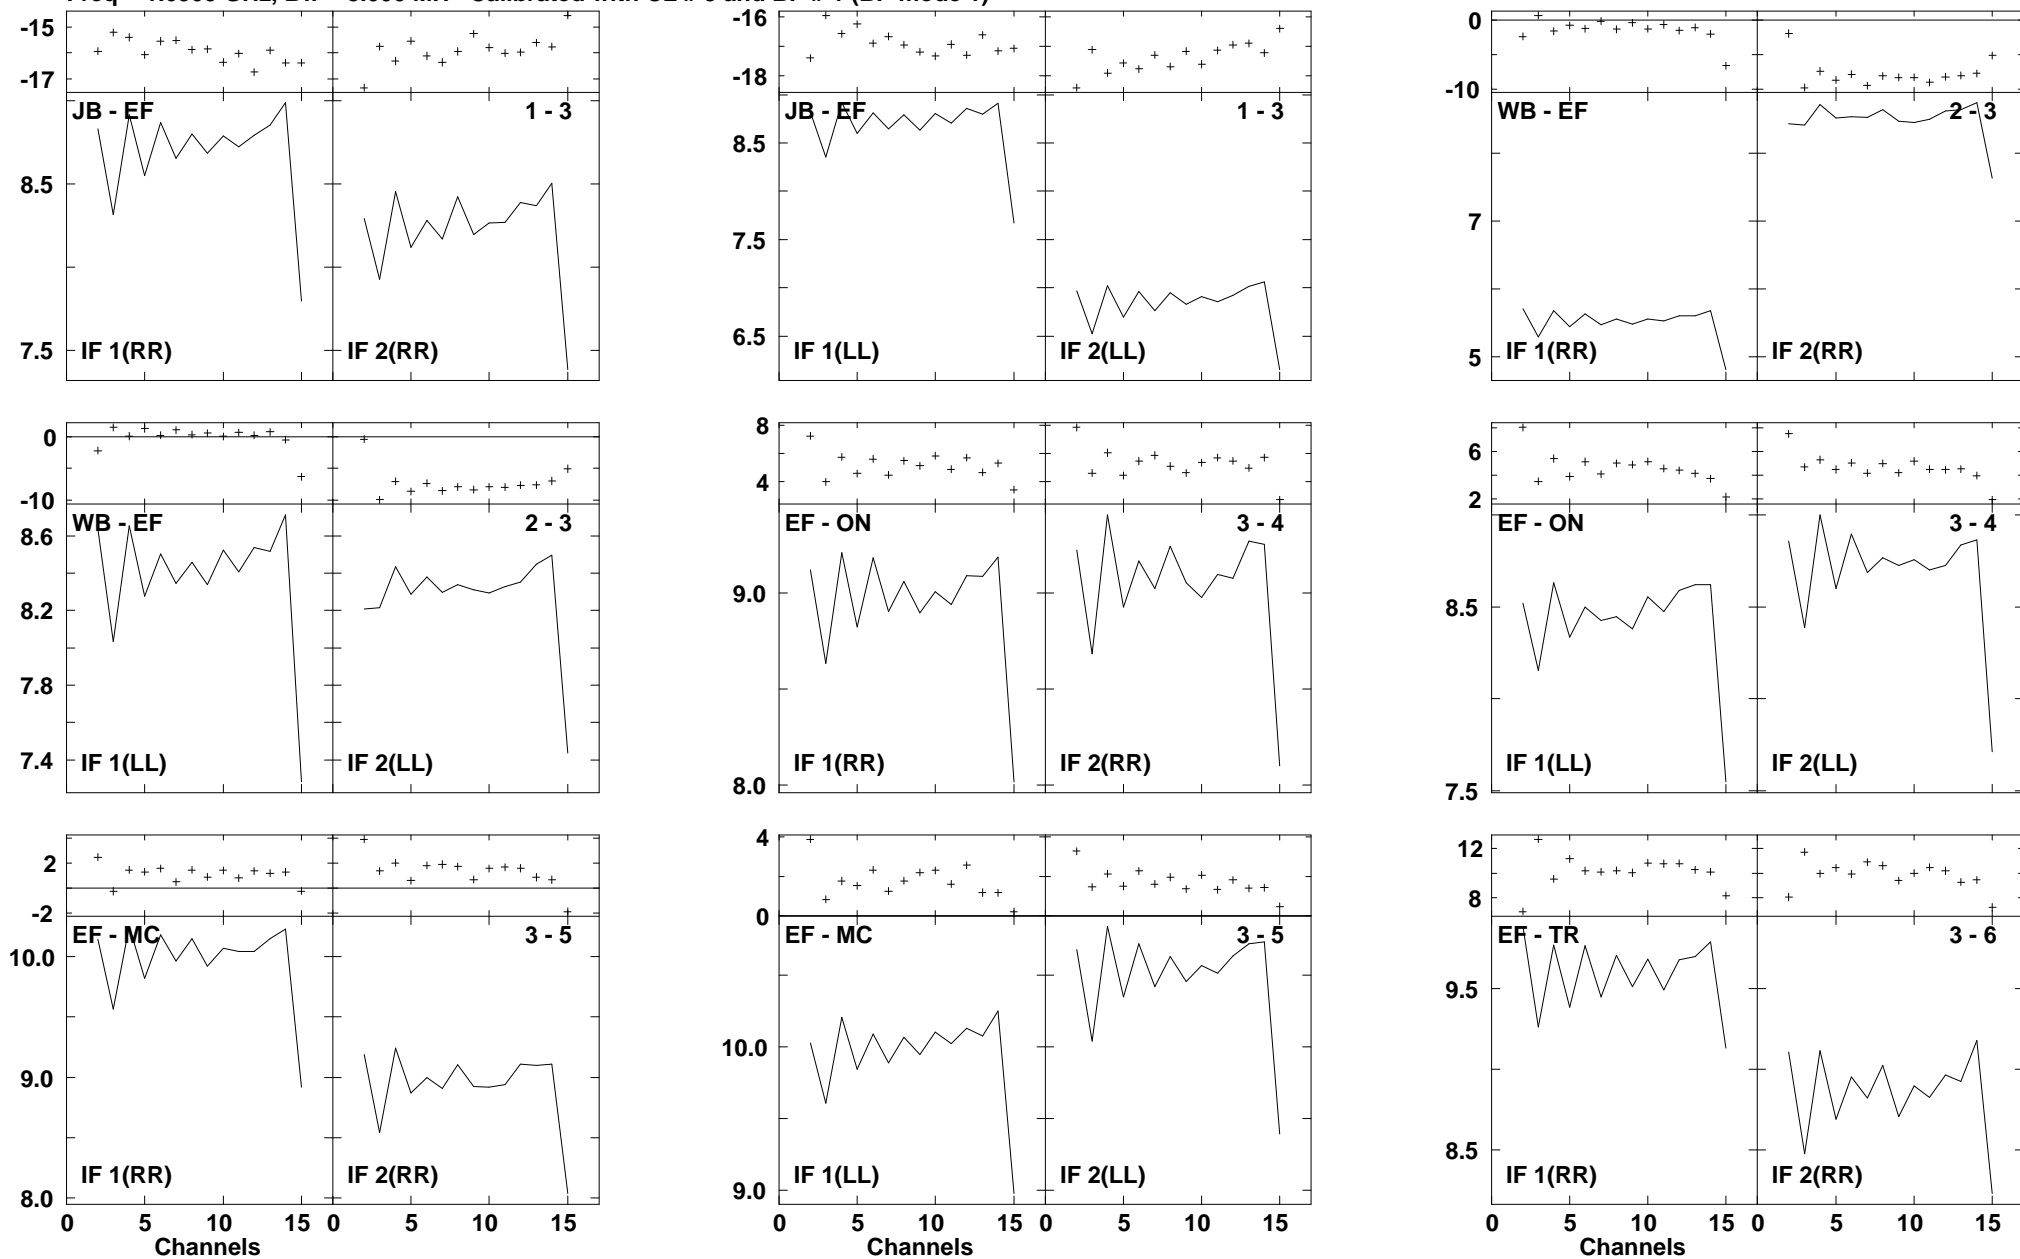 -15
-17
JB - EF
1 - 3
8.5
7.5
IF 1(RR)
IF 2(RR)
-16
-18
JB - EF
1 - 3
8.5
7.5
6.5
IF 1(LL)
IF 2(LL)
0
-10
WB - EF
2 - 3
7
5
IF 1(RR)
IF 2(RR)
0
-10
WB - EF
2 - 3
8.6
8.2
7.8
7.4
IF 1(LL)
IF 2(LL)
8
4
EF - ON
3 - 4
9.0
8.0
IF 1(RR)
IF 2(RR)
6
2
EF - ON
3 - 4
8.5
7.5
IF 1(LL)
IF 2(LL)
2
-2
EF - MC
3 - 5
10.0
9.0
8.0
IF 1(RR)
IF 2(RR)
0 5 10 15 0 5 10 15
Channels
4
0
EF - MC
3 - 5
10.0
9.0
IF 1(LL)
IF 2(LL)
0 5 10 15 0 5 10 15
Channels
12
8
EF - TR
3 - 6
9.5
8.5
IF 1(RR)
IF 2(RR)
0 5 10 15 0 5 10 15
Channels